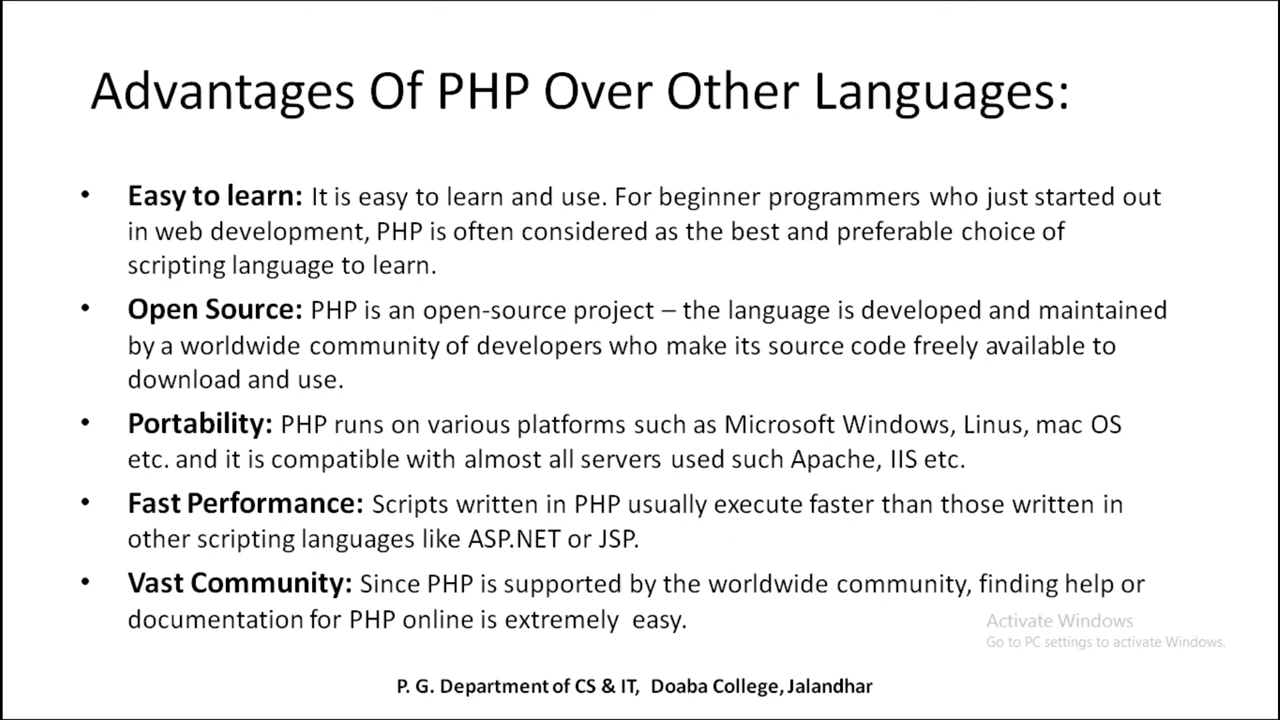 Advantages Of PHP Over Other Languages:
• Easy to learn: It is easy to learn and use. For beginner programmers who just started out
in web development, PHP is often considered as the best and preferable choice of
scripting language to learn.
• Open Source: PHP is an open-source project – the language is developed and maintained
by a worldwide community of developers who make its source code freely available to
download and use.
• Portability: PHP runs on various platforms such as Microsoft Windows, Linus, mac OS
etc. and it is compatible with almost all servers used such Apache, IIS etc.
• Fast Performance: Scripts written in PHP usually execute faster than those written in
other scripting languages like ASP.NET or JSP.
• Vast Community: Since PHP is supported by the worldwide community, finding help or
documentation for PHP online is extremely easy.
Activate Windows
Go to PC settings to activate Windows.
P. G. Department of CS & IT, Doaba College, Jalandhar